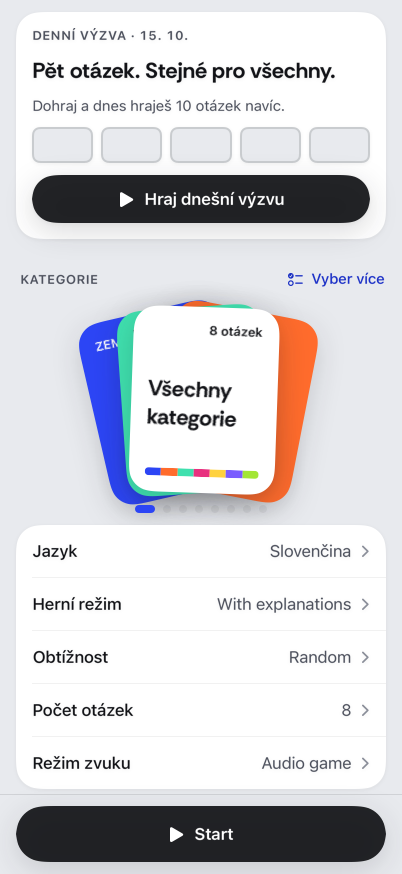 DENNÍ VÝZVA · 15. 10.
Pět otázek. Stejné pro všechny.
Dohraj a dnes hraješ 10 otázek navíc.
Hraj dnešní výzvu
KATEGORIE
Vyber více
8 otázek
Všechny
kategorie
Jazyk
Slovenčina
Herní režim
With explanations
Obtížnost
Random
Počet otázek
8
Režim zvuku
Audio game
Start